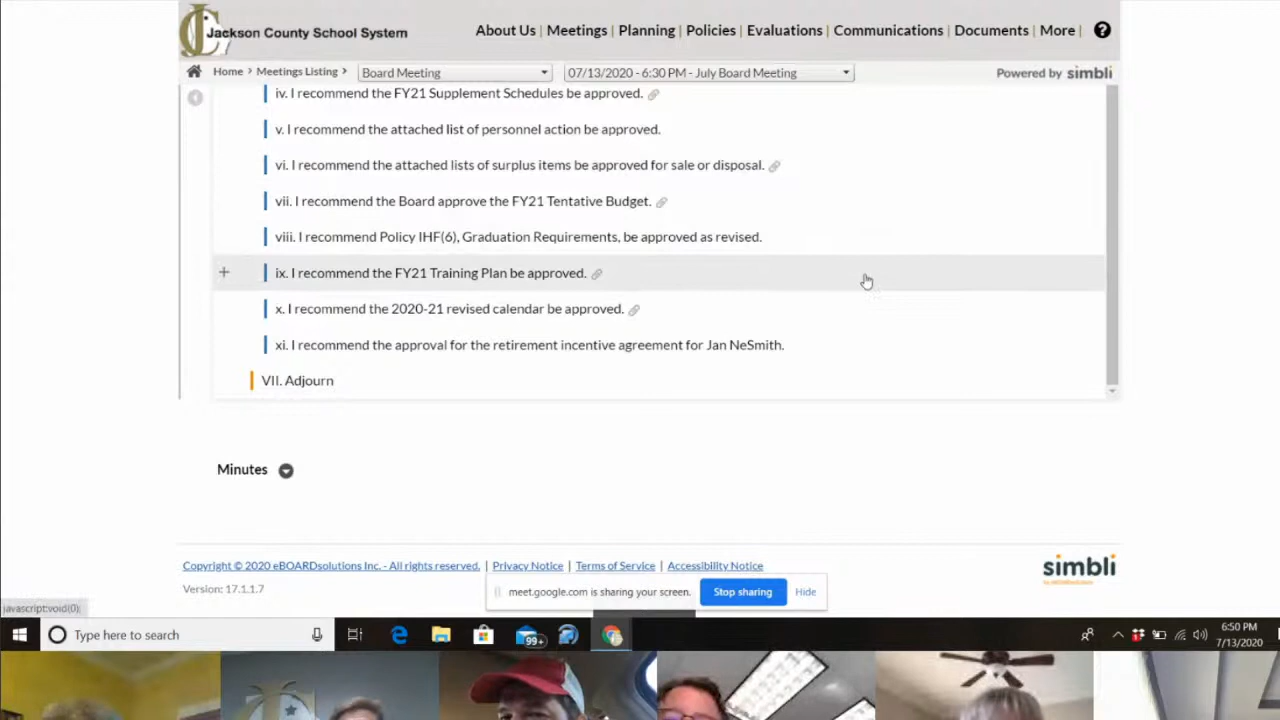 Jackson County School System
About Us | Meetings | Planning | Policies | Evaluations | Communications | Documents | More | ?
Home > Meetings Listing > Board Meeting 07/13/2020 - 6:30 PM - July Board Meeting Powered by simbli
iv. I recommend the FY21 Supplement Schedules be approved.
v. I recommend the attached list of personnel action be approved.
vi. I recommend the attached lists of surplus items be approved for sale or disposal.
vii. I recommend the Board approve the FY21 Tentative Budget.
viii. I recommend Policy IHF(6), Graduation Requirements, be approved as revised.
ix. I recommend the FY21 Training Plan be approved.
x. I recommend the 2020-21 revised calendar be approved.
xi. I recommend the approval for the retirement incentive agreement for Jan NeSmith.
VII. Adjourn
Minutes
Copyright © 2020 eBOARDsolutions Inc. - All rights reserved. | Privacy Notice | Terms of Service | Accessibility Notice
simbli
Version: 17.1.1.7
meet.google.com is sharing your screen. Stop sharing Hide
javascript:void(0);
Type here to search
99+
6:50 PM
7/13/2020